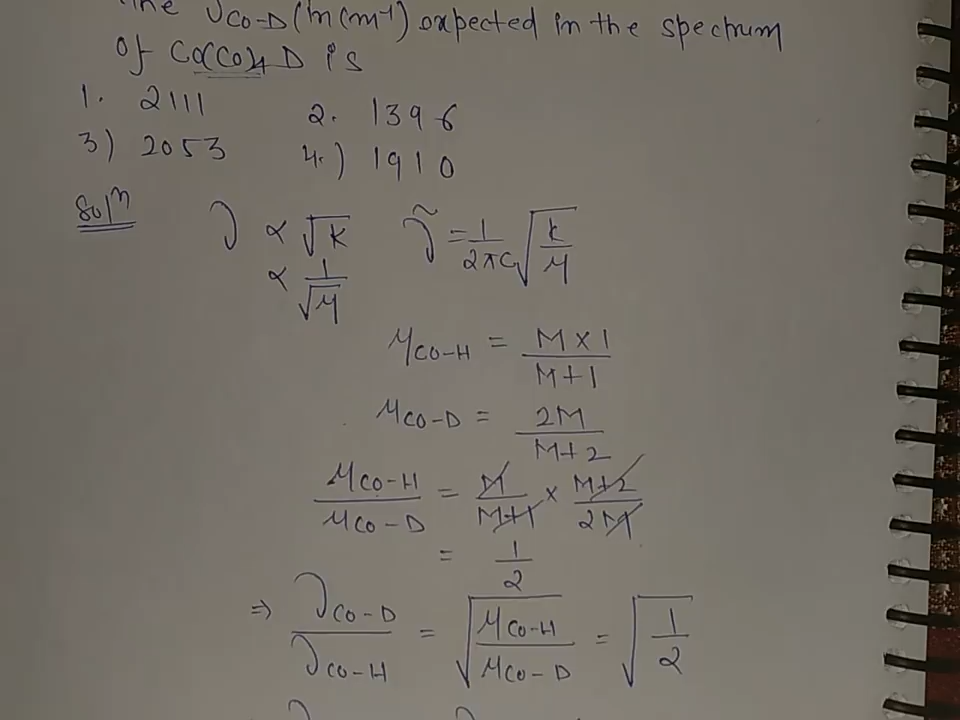 the νCO-D (in cm⁻¹) expected in the spectrum
of Co(CO)4 D is
1. 2111 2. 1396
3) 2053 4.) 1910
Solⁿ ν ∝ √K ν̃ = 1/2πc √K/μ
∝ 1/√μ
μCO-H = M×1/M+1
μCO-D = 2M/M+2
μCO-H/μCO-D = M/M+1 × M+2/2M
= 1/2
⇒ νCO-D/νCO-H = √μCO-H/μCO-D = √1/2